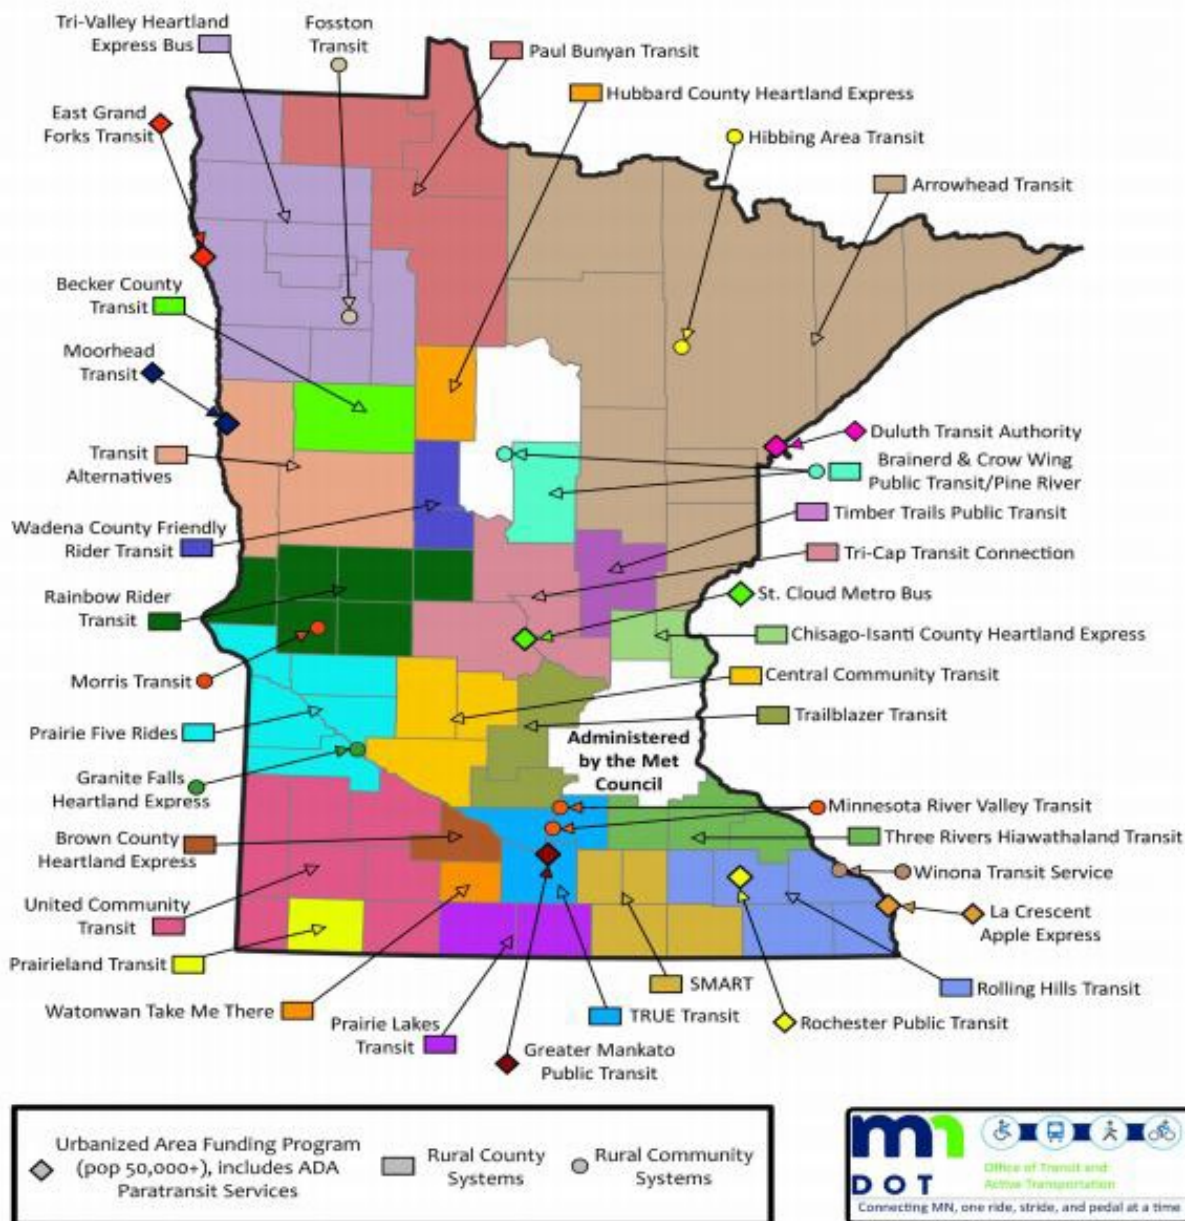 Tri-Valley Heartland
Express Bus
Fosston
Transit
Paul Bunyan Transit
Hubbard County Heartland Express
East Grand
Forks Transit
Hibbing Area Transit
Arrowhead Transit
Becker County
Transit
Moorhead
Transit
Duluth Transit Authority
Transit
Alternatives
Brainerd & Crow Wing
Public Transit/Pine River
Timber Trails Public Transit
Wadena County Friendly
Rider Transit
Tri-Cap Transit Connection
Rainbow Rider
Transit
St. Cloud Metro Bus
Chisago-Isanti County Heartland Express
Morris Transit
Central Community Transit
Trailblazer Transit
Prairie Five Rides
Administered
by the Met
Council
Granite Falls
Heartland Express
Minnesota River Valley Transit
Brown County
Heartland Express
Three Rivers Hiawathaland Transit
Winona Transit Service
United Community
Transit
La Crescent
Apple Express
Prairieland Transit
SMART
Rolling Hills Transit
Watonwan Take Me There
TRUE Transit
Rochester Public Transit
Prairie Lakes
Transit
Greater Mankato
Public Transit
Urbanized Area Funding Program
(pop 50,000+), includes ADA
Paratransit Services
Rural County
Systems
Rural Community
Systems
mn
DOT
Office of Transit and
Active Transportation
Connecting MN, one ride, stride, and pedal at a time